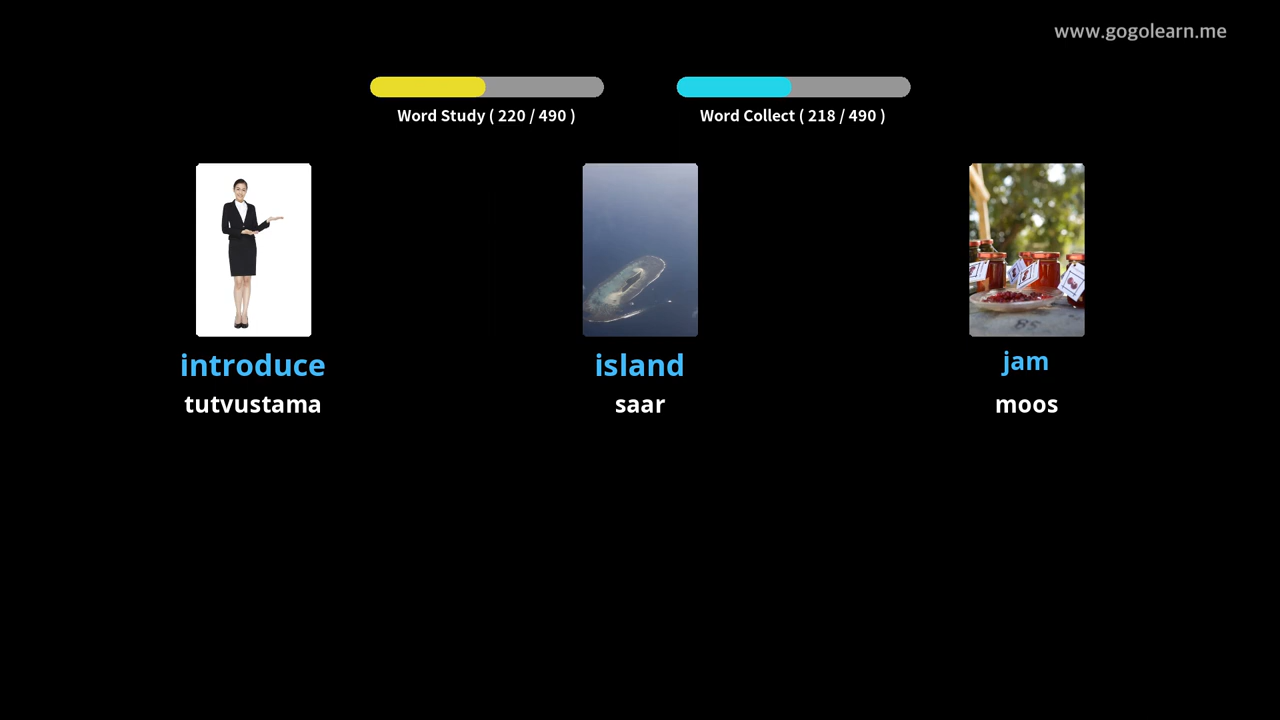 www.gogolearn.me
Word Study ( 220 / 490 )
Word Collect ( 218 / 490 )
introduce
island
jam
tutvustama
saar
moos